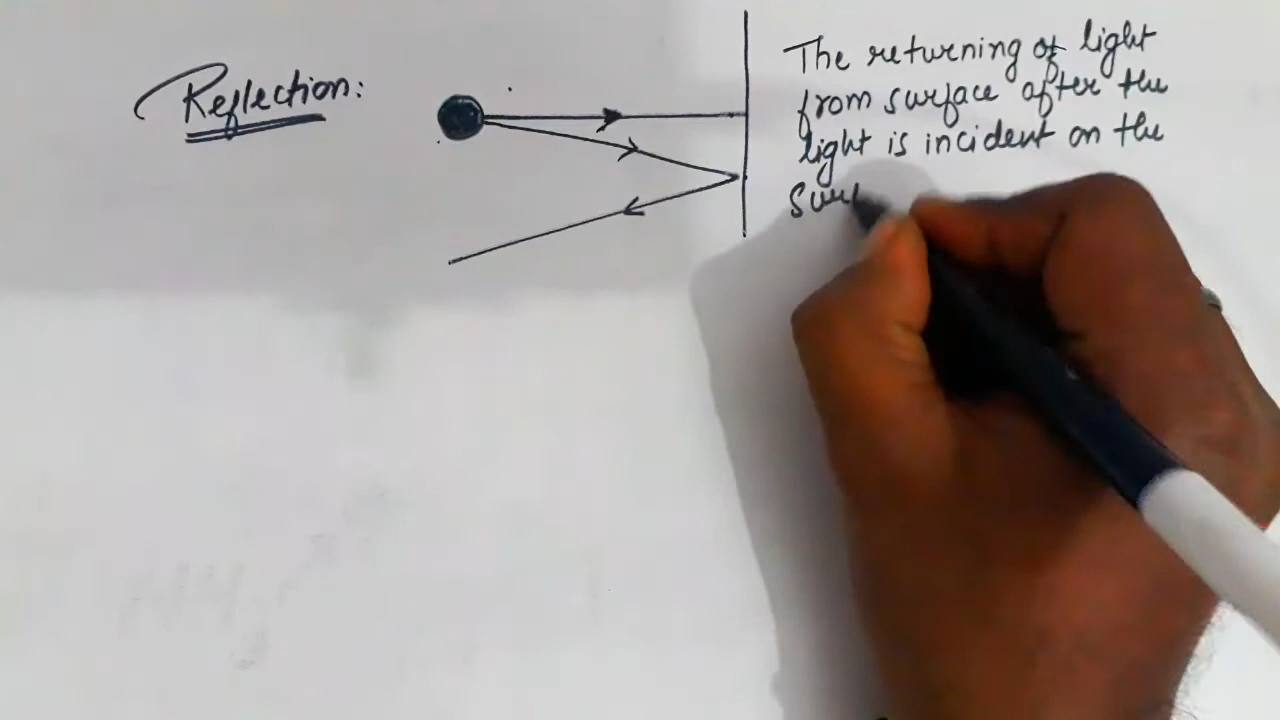 Reflection:
The returning of light
from surface after the
light is incident on the